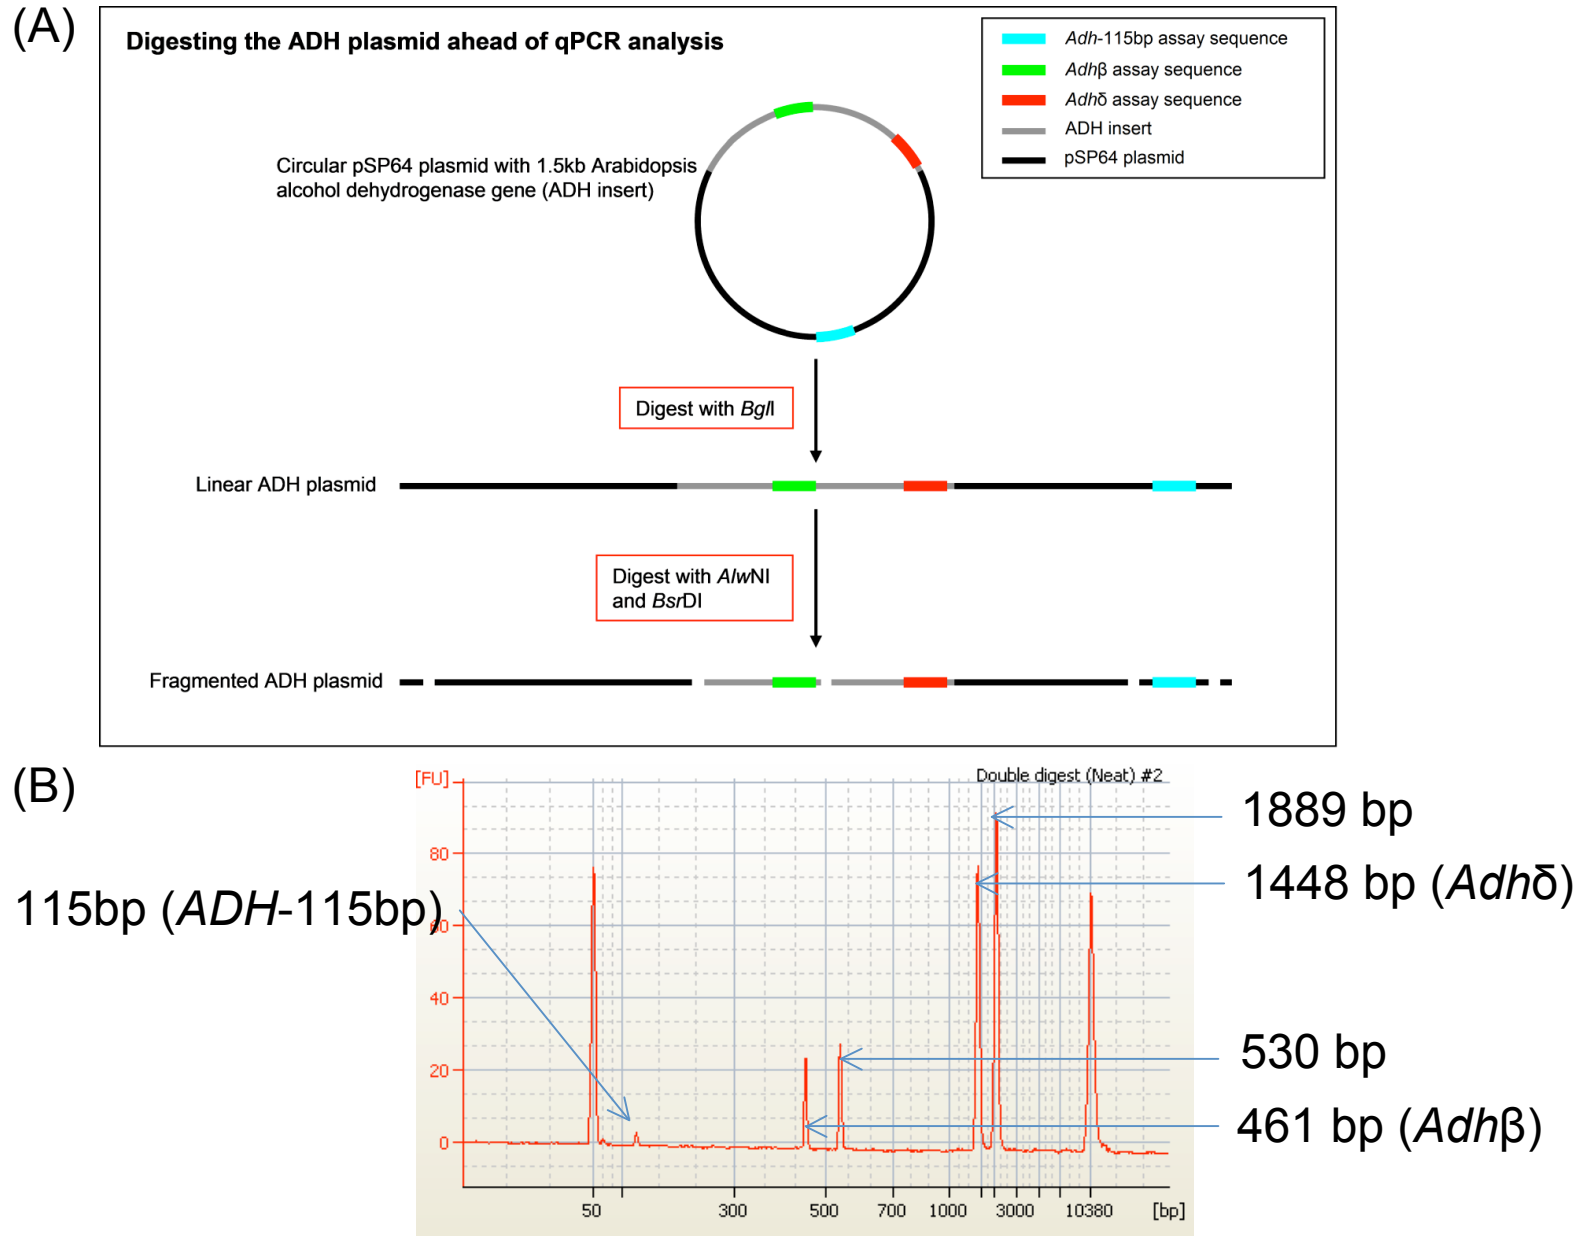 (A)
Digesting the ADH plasmid ahead of qPCR analysis
Adh-115bp assay sequence
Adhβ assay sequence
Adhδ assay sequence
ADH insert
pSP64 plasmid
Circular pSP64 plasmid with 1.5kb Arabidopsis
alcohol dehydrogenase gene (ADH insert)
Digest with BglI
Linear ADH plasmid
Digest with AlwNI
and BsrDI
Fragmented ADH plasmid
(B)
[FU]
Double digest (Neat) #2
80
60
40
20
0
50
300
500
700
1000
3000
10380
[bp]
115bp (ADH-115bp)
1889 bp
1448 bp (Adhδ)
530 bp
461 bp (Adhβ)